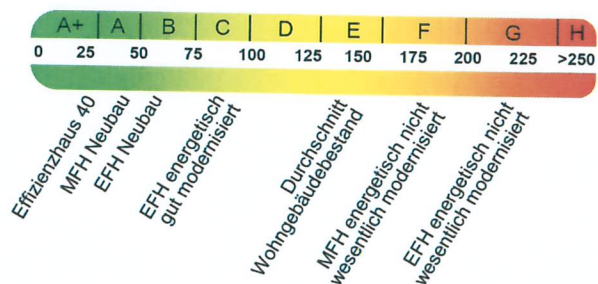 A+ A B C D E F G H
0 25 50 75 100 125 150 175 200 225 >250
Effizienzhaus 40
MFH Neubau
EFH Neubau
EFH energetisch
gut modernisiert
Durchschnitt
Wohngebäudebestand
MFH energetisch nicht
wesentlich modernisiert
EFH energetisch nicht
wesentlich modernisiert